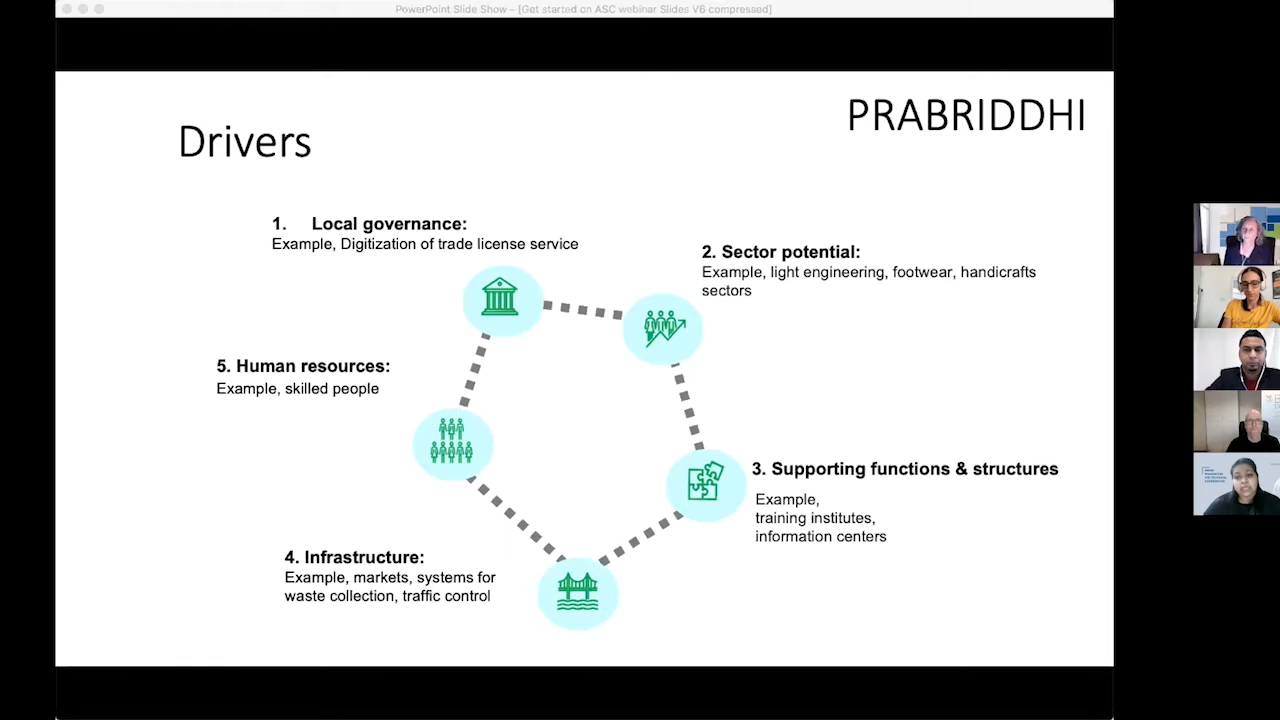 PowerPoint Slide Show – [Get started on ASC webinar Slides V6 compressed]
PRABRIDDHI
Drivers
1. Local governance:
Example, Digitization of trade license service
2. Sector potential:
Example, light engineering, footwear, handicrafts
sectors
3. Supporting functions & structures
Example,
training institutes,
information centers
4. Infrastructure:
Example, markets, systems for
waste collection, traffic control
5. Human resources:
Example, skilled people